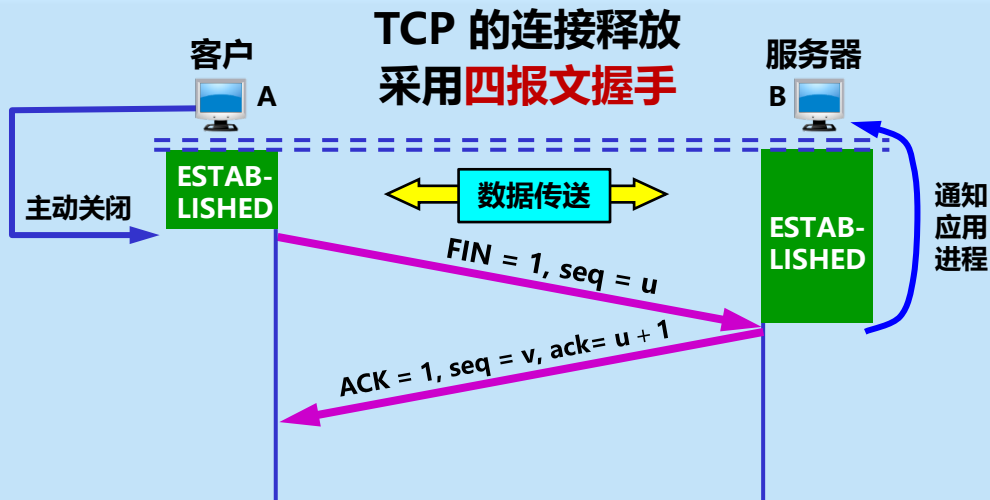 TCP 的连接释放
采用四报文握手
客户
服务器
A
B
ESTAB-
LISHED
数据传送
主动关闭
ESTAB-
LISHED
通知
应用
进程
FIN = 1, seq = u
ACK = 1, seq = v, ack= u + 1